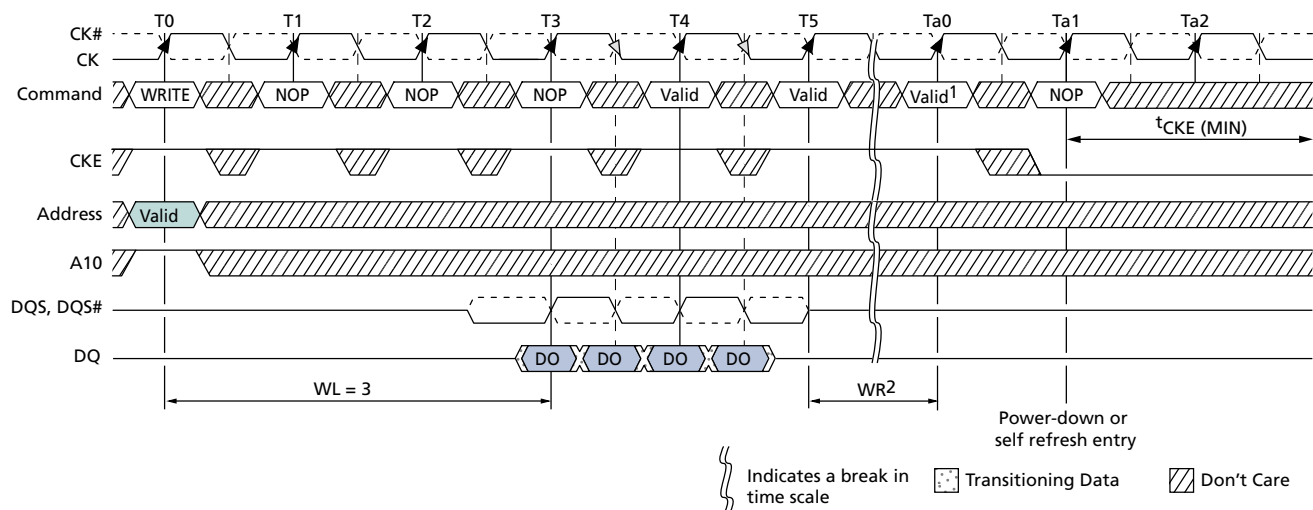 T0 T1 T2 T3 T4 T5 Ta0 Ta1 Ta2
CK#
CK
Command WRITE NOP NOP NOP Valid Valid Valid1 NOP
tCKE (MIN)
CKE
Address Valid
A10
DQS, DQS#
DQ DO DO DO DO
WL = 3 WR2
Power-down or
self refresh entry
Indicates a break in
time scale
Transitioning Data
Don't Care